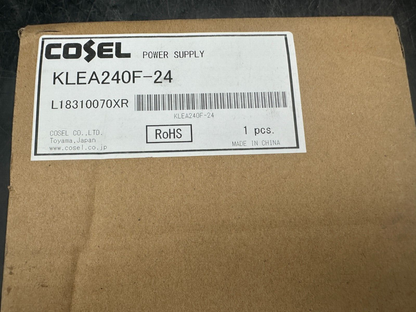 COSEL POWER SUPPLY
KLEA240F-24
L18310070XR
KLEA240F-24
COSEL CO.,LTD.
Toyama,Japan
www.cosel.co.jp
RoHS
1 pcs.
MADE IN CHINA